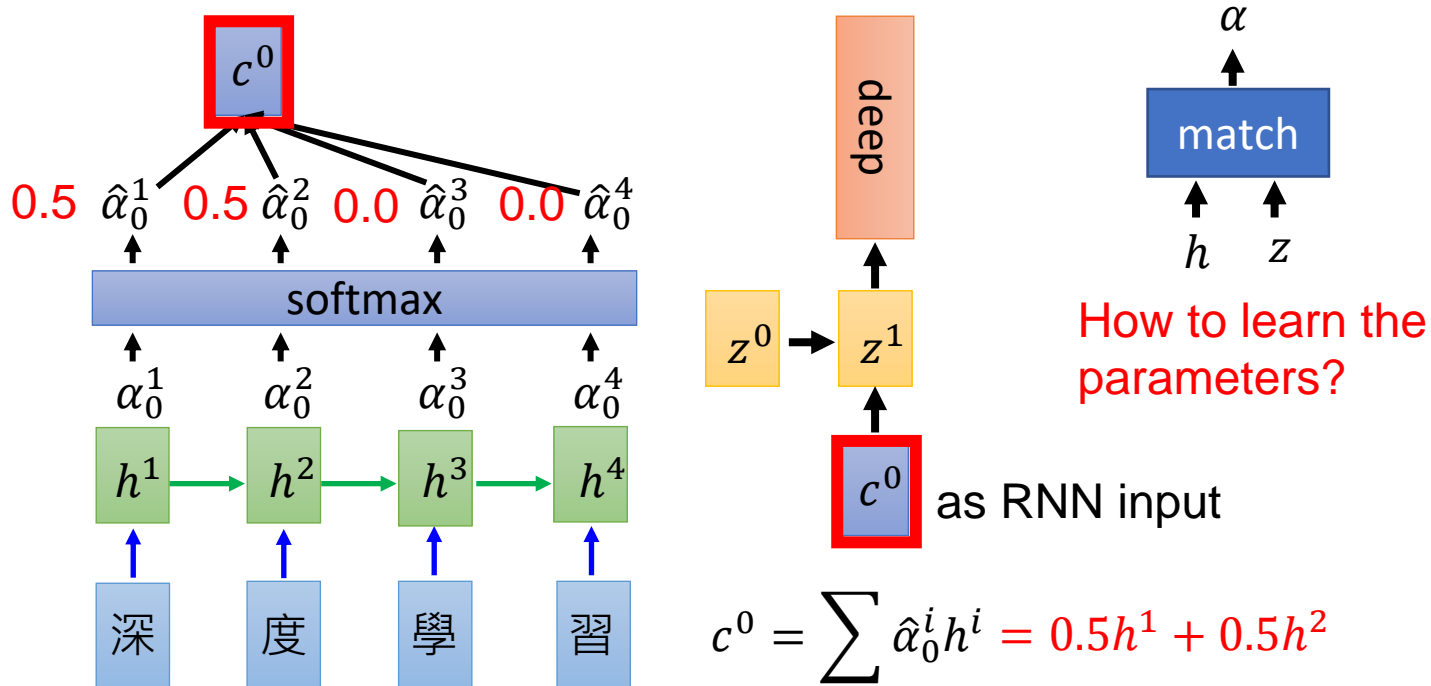 c⁰
0.5 α̂₀¹ 0.5 α̂₀² 0.0 α̂₀³ 0.0 α̂₀⁴
softmax
α₀¹ α₀² α₀³ α₀⁴
h¹ h² h³ h⁴
深 度 學 習
deep
z⁰ z¹
c⁰ as RNN input
c⁰ = ∑ α̂₀ⁱhⁱ = 0.5h¹ + 0.5h²
α
match
h z
How to learn the
parameters?